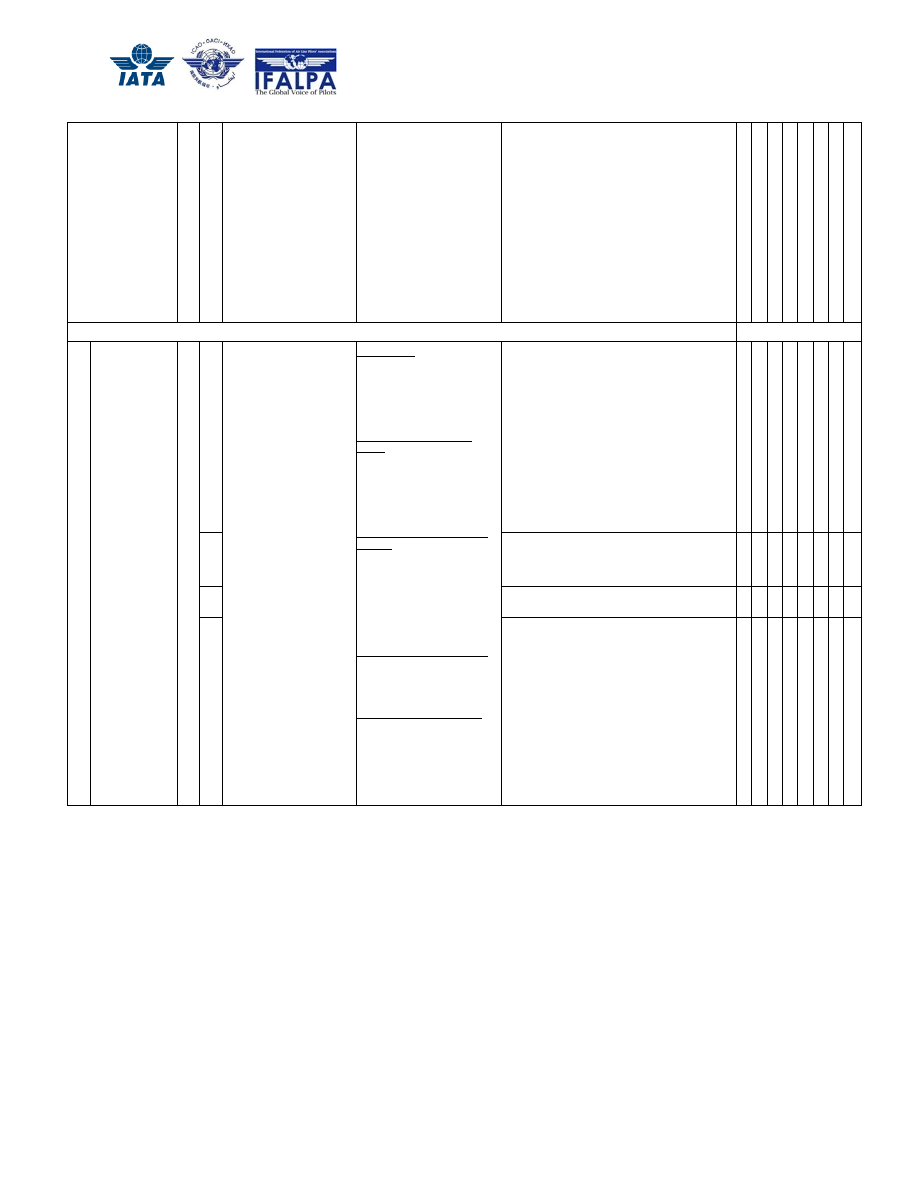 IATA
ICAO · OACI · ИКАО
International Federation of Air Line Pilots' Associations
IFALPA
The Global Voice of Pilots